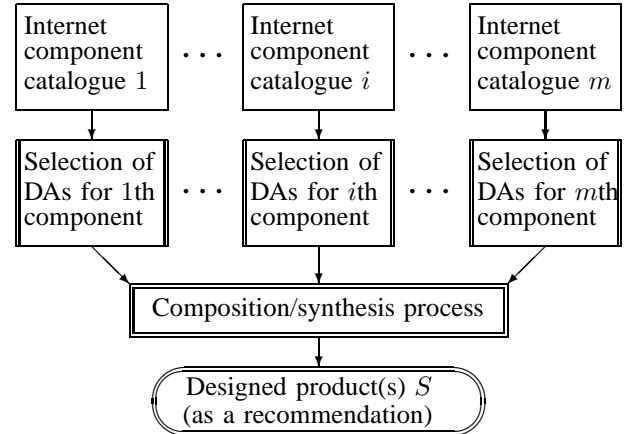 Internet
component
catalogue 1
· · ·
Internet
component
catalogue i
· · ·
Internet
component
catalogue m
Selection of
DAs for 1th
component
· · ·
Selection of
DAs for ith
component
· · ·
Selection of
DAs for mth
component
Composition/synthesis process
Designed product(s) S
(as a recommendation)